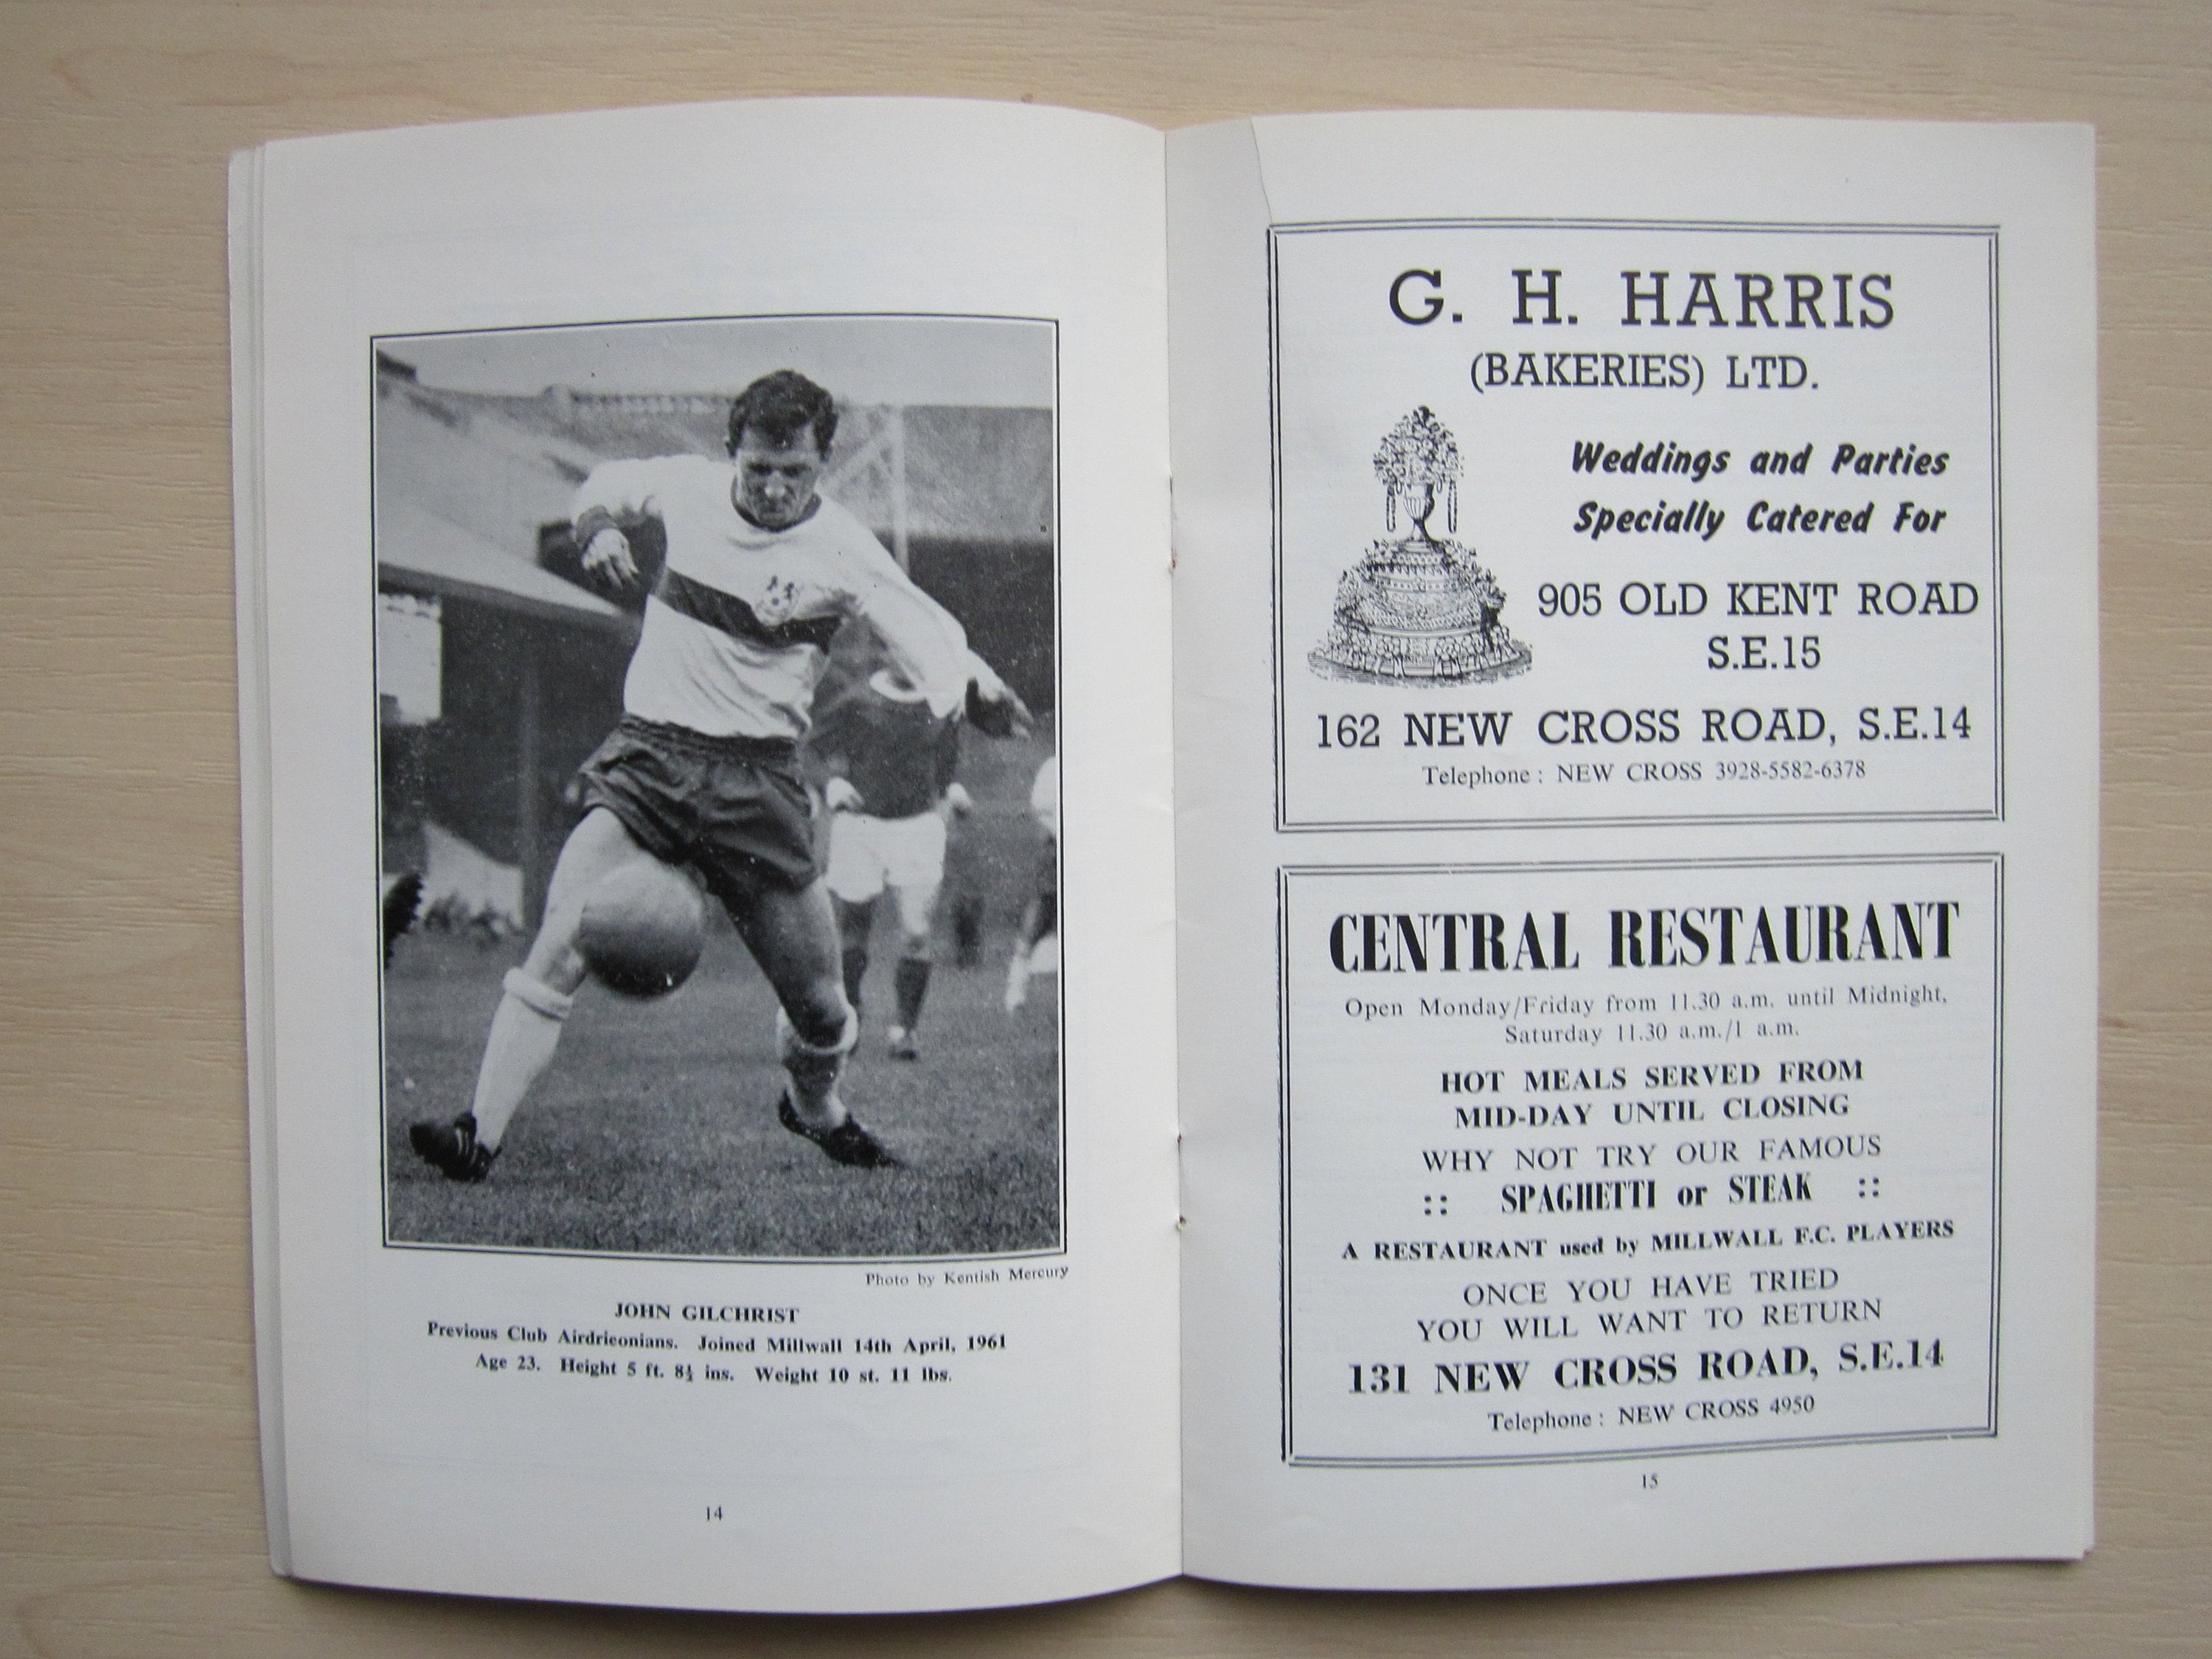 Photo by Kentish Mercury
JOHN GILCHRIST
Previous Club Airdrieonians. Joined Millwall 14th April, 1961
Age 23. Height 5 ft. 8½ ins. Weight 10 st. 11 lbs.
14
G. H. HARRIS
(BAKERIES) LTD.
Weddings and Parties
Specially Catered For
905 OLD KENT ROAD
S.E.15
162 NEW CROSS ROAD, S.E.14
Telephone : NEW CROSS 3928-5582-6378
CENTRAL RESTAURANT
Open Monday/Friday from 11.30 a.m. until Midnight,
Saturday 11.30 a.m./1 a.m.
HOT MEALS SERVED FROM
MID-DAY UNTIL CLOSING
WHY NOT TRY OUR FAMOUS
:: SPAGHETTI or STEAK ::
A RESTAURANT used by MILLWALL F.C. PLAYERS
ONCE YOU HAVE TRIED
YOU WILL WANT TO RETURN
131 NEW CROSS ROAD, S.E.14
Telephone : NEW CROSS 4950
15